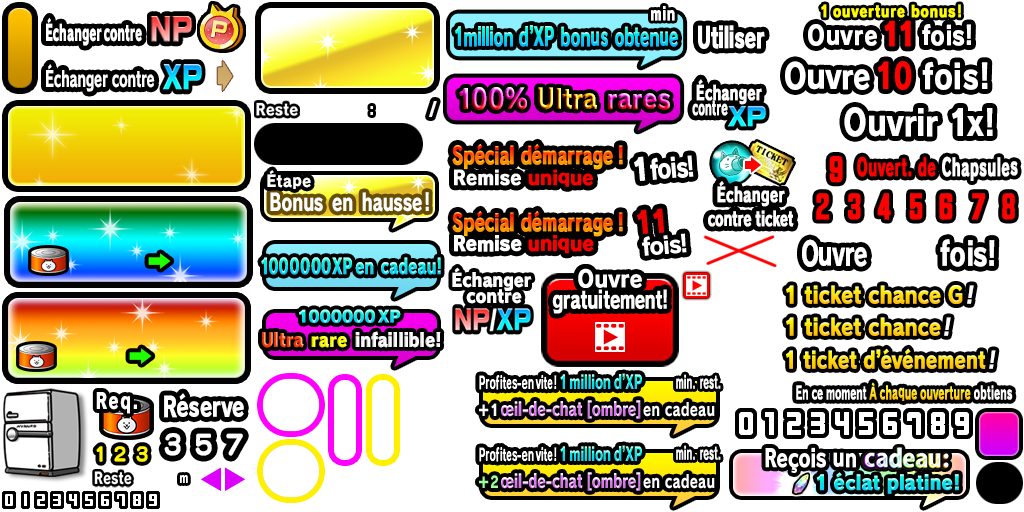 Échanger contre NP
P
Échanger contre XP
Reste : /
Étape
Bonus en hausse!
1000000XP en cadeau!
1000000XP
Ultra rare infaillible!
Req.
1 2 3
Réserve
3 5 7
Reste m
0 1 2 3 4 5 6 7 8 9
min
1million d'XP bonus obtenue
Utiliser
100% Ultra rares
Échanger
contre XP
Spécial démarrage !
Remise unique
1 fois!
Spécial démarrage !
Remise unique
11
fois!
TICKET
Échanger
contre ticket
Échanger
contre
NP/XP
Ouvre
gratuitement!
Profites-en vite! 1 million d'XP min. rest.
+1 œil-de-chat [ombre] en cadeau
Profites-en vite! 1 million d'XP min. rest.
+2 œil-de-chat [ombre] en cadeau
1 ouverture bonus!
Ouvre 11 fois!
Ouvre 10 fois!
Ouvrir 1x!
9 Ouvert. de Chapsules
2 3 4 5 6 7 8
Ouvre fois!
1 ticket chance G!
1 ticket chance!
1 ticket d'événement!
En ce moment À chaque ouverture obtiens
0 1 2 3 4 5 6 7 8 9
Reçois un cadeau:
1 éclat platine!